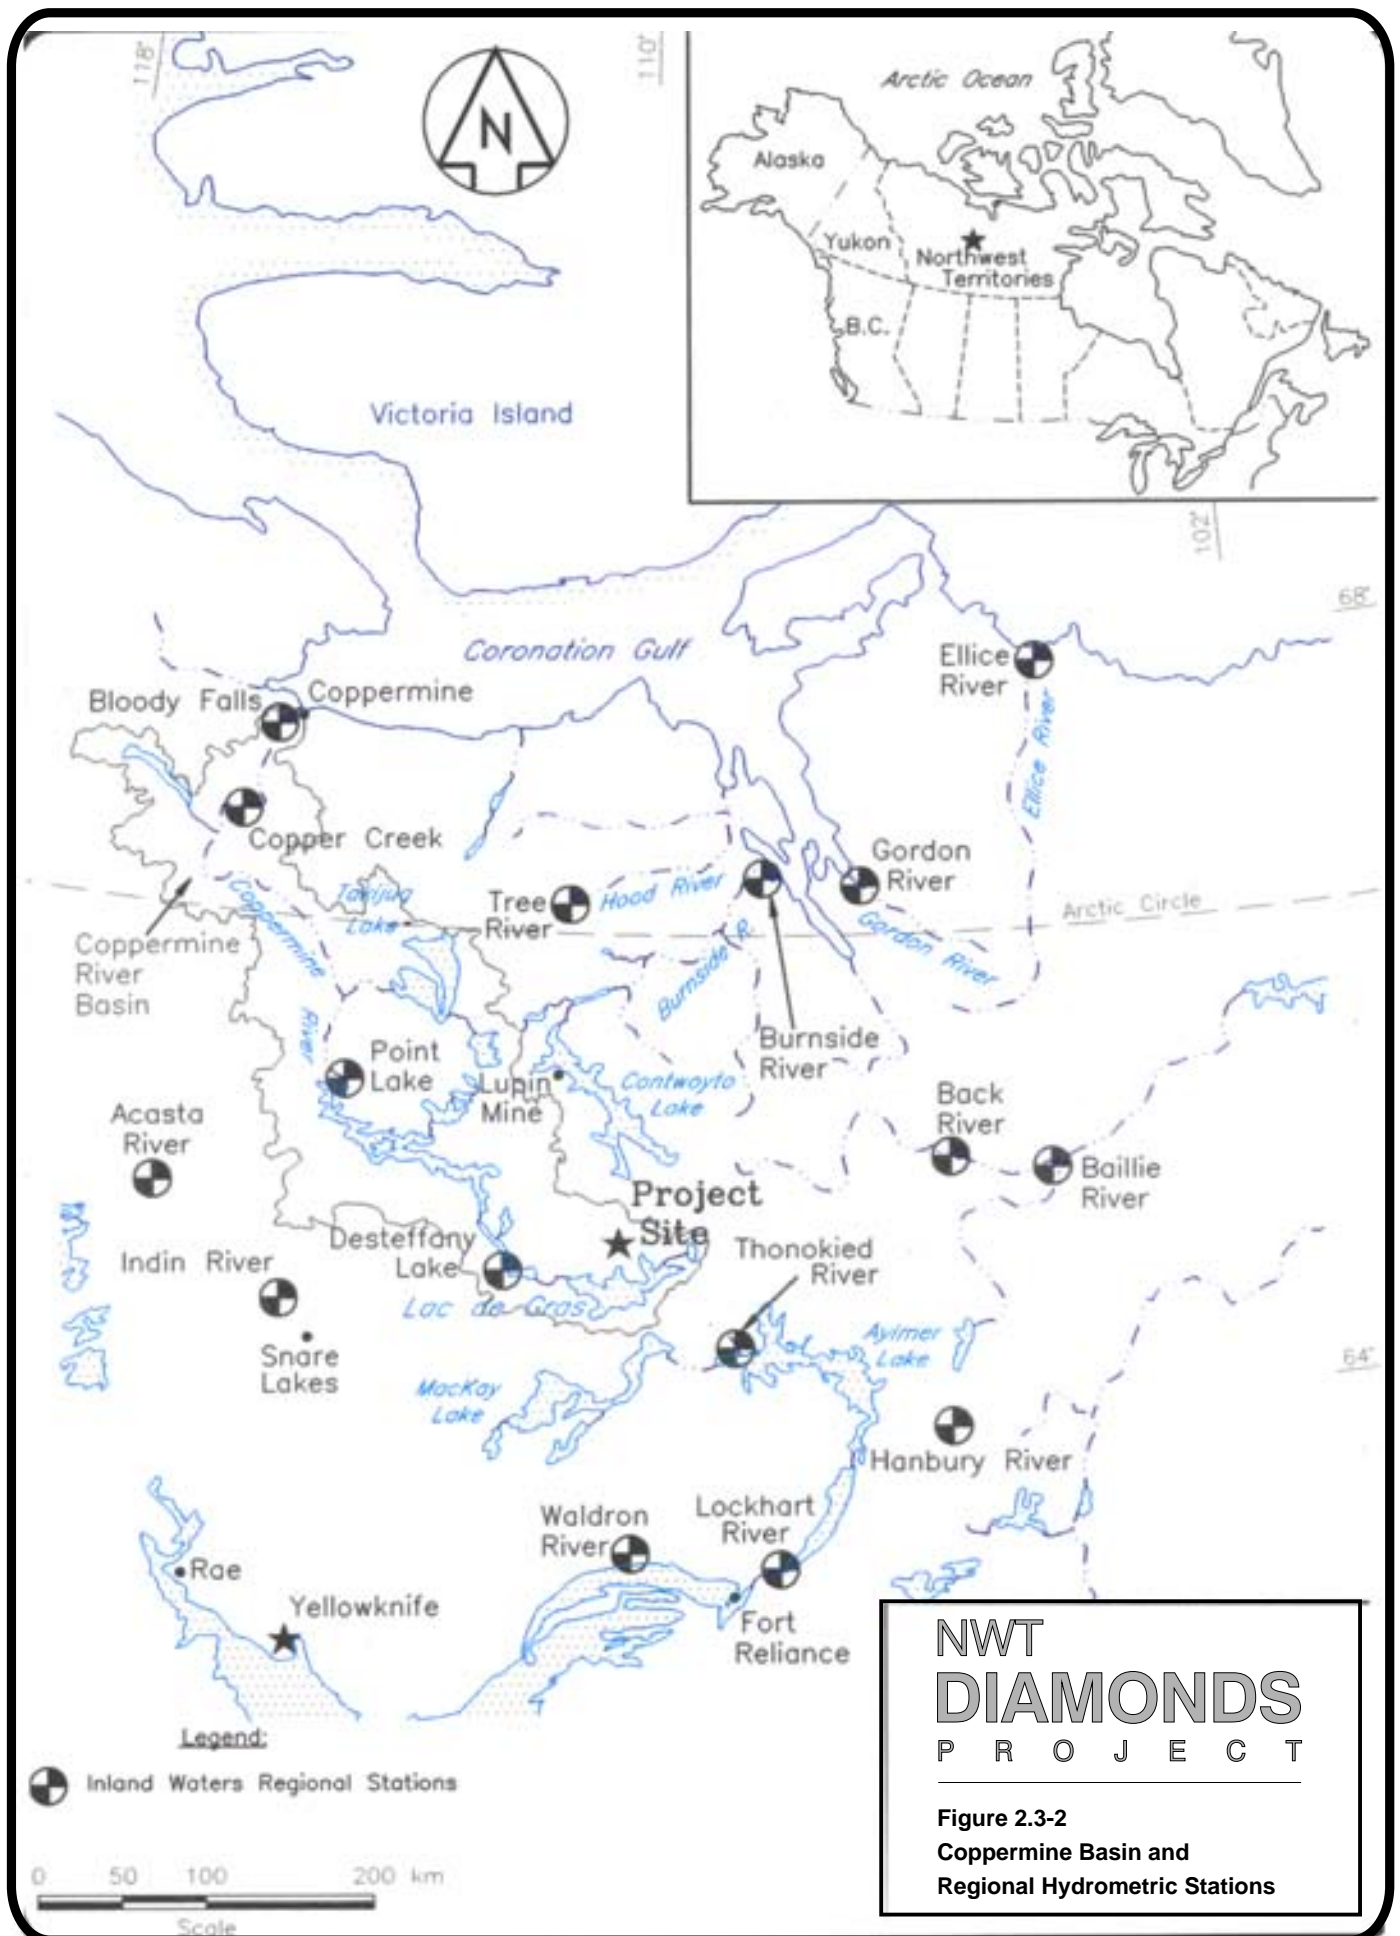 118°
110°
N
Arctic Ocean
Alaska
Yukon
Northwest
Territories
B.C.
Victoria Island
102°
68°
Coronation Gulf
Ellice
River
Ellice River
Bloody Falls
Coppermine
Copper Creek
Gordon
River
Takijuq
Lake
Tree
River
Hood River
Arctic Circle
Coppermine
River
Coppermine
River
Basin
Burnside R.
Gordon River
Burnside
River
Point
Lake
Lupin
Mine
Contwoyto
Lake
Back
River
Acasta
River
Baillie
River
Project
Site
Desteffany
Lake
Thonokied
River
Indin River
Lac de Gras
Snare
Lakes
Aylmer
Lake
64°
MacKay
Lake
Hanbury River
Waldron
River
Lockhart
River
Rae
Yellowknife
Fort
Reliance
Legend:
Inland Waters Regional Stations
0 50 100 200 km
Scale
NWT
DIAMONDS
PROJECT
Figure 2.3-2
Coppermine Basin and
Regional Hydrometric Stations